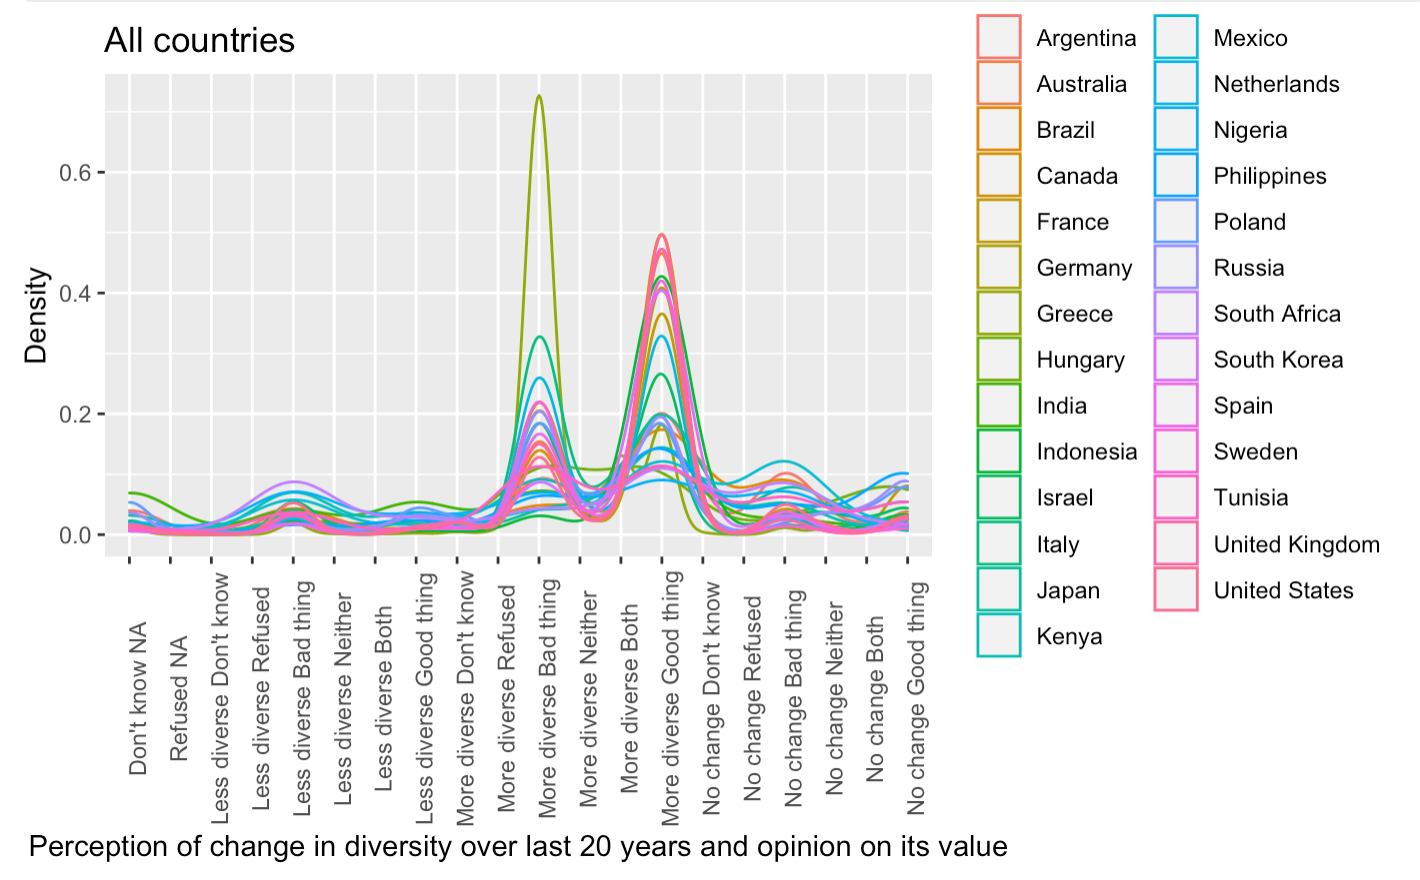 All countries
Density
0.6
0.4
0.2
0.0
Don't know NA
Refused NA
Less diverse Don't know
Less diverse Refused
Less diverse Bad thing
Less diverse Neither
Less diverse Both
Less diverse Good thing
More diverse Don't know
More diverse Refused
More diverse Bad thing
More diverse Neither
More diverse Both
More diverse Good thing
No change Don't know
No change Refused
No change Bad thing
No change Neither
No change Both
No change Good thing
Perception of change in diversity over last 20 years and opinion on its value
Argentina
Australia
Brazil
Canada
France
Germany
Greece
Hungary
India
Indonesia
Israel
Italy
Japan
Kenya
Mexico
Netherlands
Nigeria
Philippines
Poland
Russia
South Africa
South Korea
Spain
Sweden
Tunisia
United Kingdom
United States